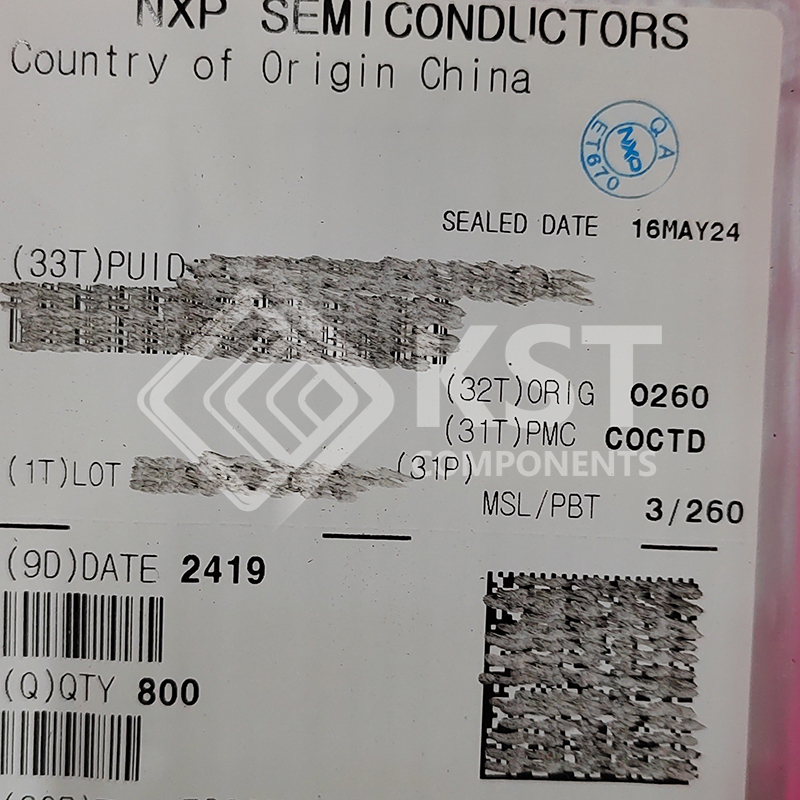 NXP SEMICONDUCTORS
Country of Origin China
QA
NXP
ET670
SEALED DATE 16MAY24
(33T)PUID
KST
COMPONENTS
(32T)ORIG 0260
(31T)PMC COCTD
(1T)LOT
(31P)
MSL/PBT 3/260
(9D)DATE 2419
(Q)QTY 800